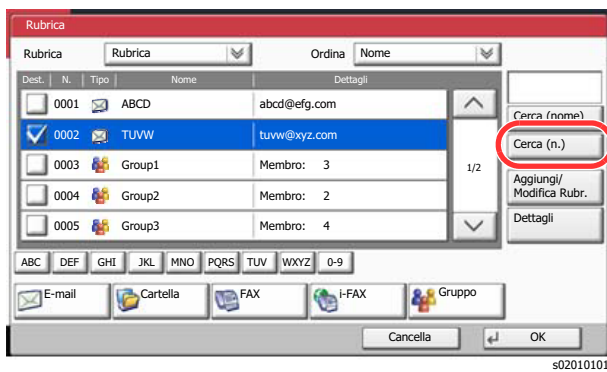 Rubrica
Rubrica Rubrica Ordina Nome
Dest. N. Tipo Nome Dettagli
0001 ABCD abcd@efg.com
Cerca (nome)
0002 TUVW tuvw@xyz.com
Cerca (n.)
0003 Group1 Membro: 3 1/2
Aggiungi/
Modifica Rubr.
0004 Group2 Membro: 2
0005 Group3 Membro: 4
Dettagli
ABC DEF GHI JKL MNO PQRS TUV WXYZ 0-9
E-mail Cartella FAX i-FAX Gruppo
Cancella OK
s02010101